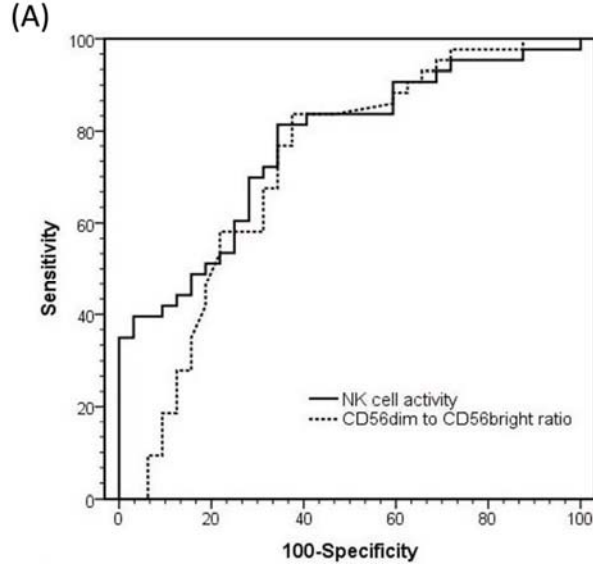 (A)
100
80
60
40
20
0
Sensitivity
NK cell activity
CD56dim to CD56bright ratio
0 20 40 60 80 100
100-Specificity